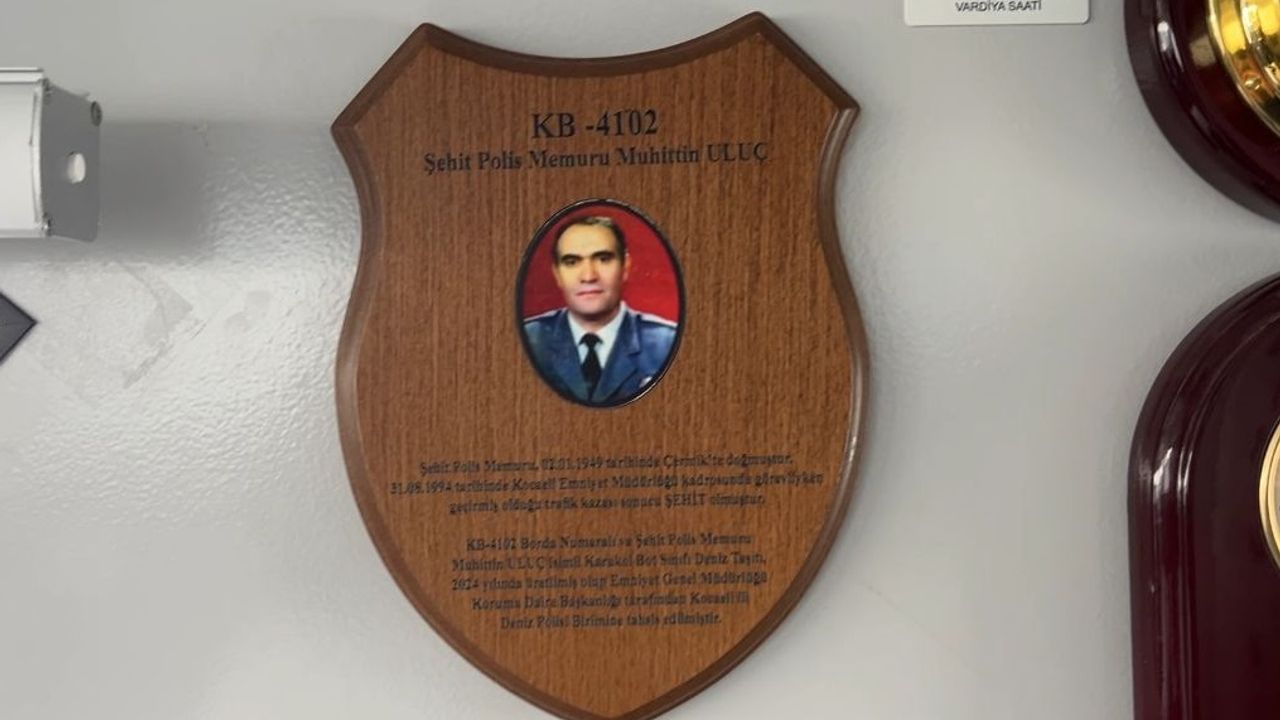 VARDİYA SAATİ
KB -4102
Şehit Polis Memuru Muhittin ULUÇ
Şehit Polis Memuru, 02.01.1949 tarihinde Çermik'te doğmuştur.
31.08.1994 tarihinde Kocaeli Emniyet Müdürlüğü kadrosunda görevliyken
geçirmiş olduğu trafik kazası sonucu ŞEHİT olmuştur.
KB-4102 Borda Numaralı ve Şehit Polis Memuru
Muhittin ULUÇ isimli Karakol Bot Sınıfı Deniz Taşıtı,
2024 yılında üretilmiş olup Emniyet Genel Müdürlüğü
Koruma Daire Başkanlığı tarafından Kocaeli İli
Deniz Polisi Birimine tahsis edilmiştir.